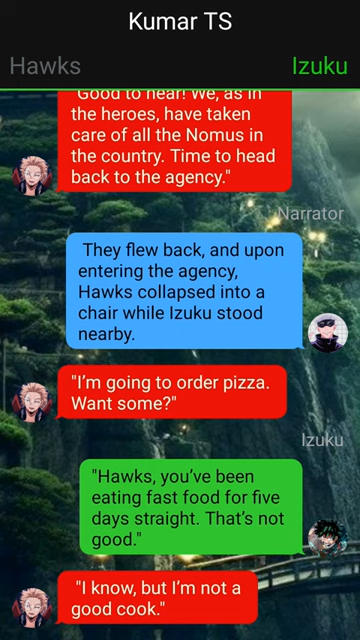 Kumar TS
Hawks
Izuku
"Good to hear! We, as in
the heroes, have taken
care of all the Nomus in
the country. Time to head
back to the agency."
Narrator
They flew back, and upon
entering the agency,
Hawks collapsed into a
chair while Izuku stood
nearby.
"I'm going to order pizza.
Want some?"
Izuku
"Hawks, you've been
eating fast food for five
days straight. That's not
good."
"I know, but I'm not a
good cook."